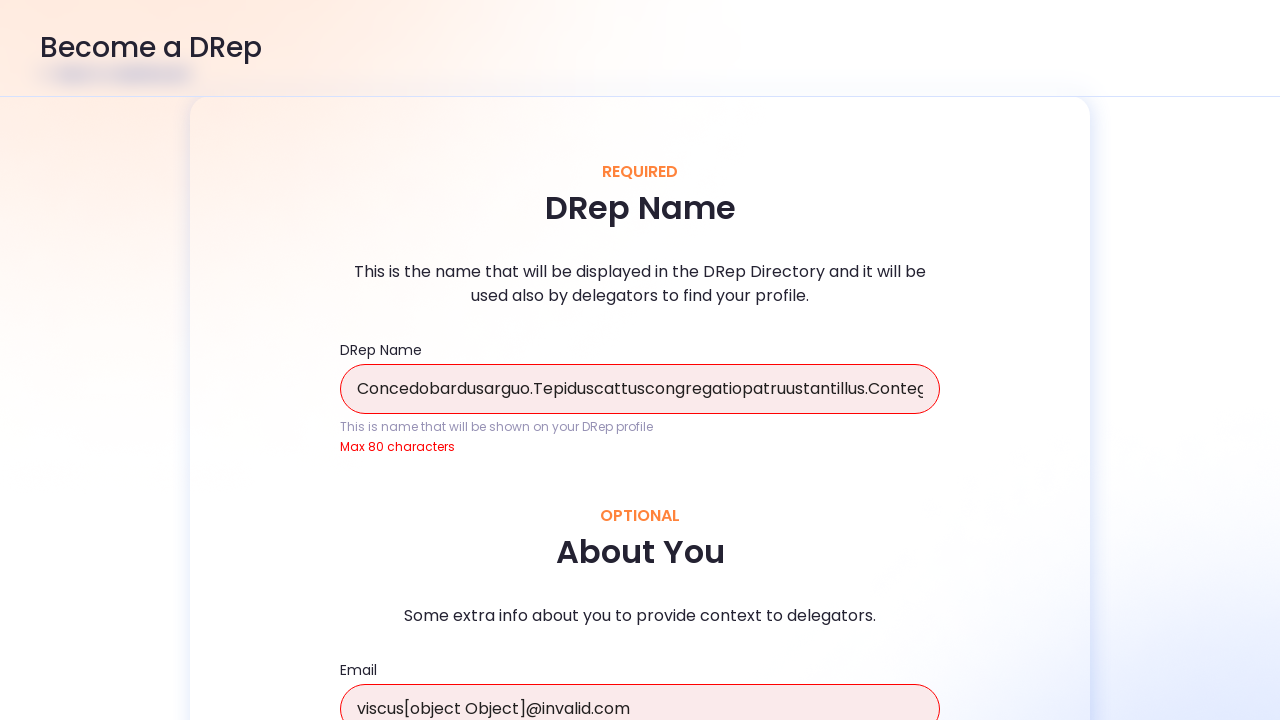 Become a DRep
REQUIRED
DRep Name
This is the name that will be displayed in the DRep Directory and it will be
used also by delegators to find your profile.
DRep Name
Concedobardusarguo.Tepiduscattuscongregatiopatruustantillus.Conteg
This is name that will be shown on your DRep profile
Max 80 characters
OPTIONAL
About You
Some extra info about you to provide context to delegators.
Email
viscus[object Object]@invalid.com